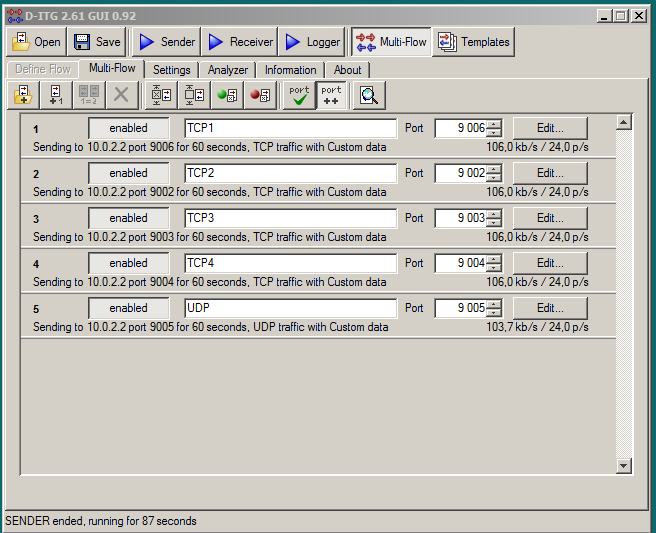 D-ITG 2.61 GUI 0.92
Open Save Sender Receiver Logger Multi-Flow Templates
Define Flow Multi-Flow Settings Analyzer Information About
+1 1=2 port port ++
1 enabled TCP1 Port 9 006 Edit...
Sending to 10.0.2.2 port 9006 for 60 seconds, TCP traffic with Custom data 106,0 kb/s / 24,0 p/s
2 enabled TCP2 Port 9 002 Edit...
Sending to 10.0.2.2 port 9002 for 60 seconds, TCP traffic with Custom data 106,0 kb/s / 24,0 p/s
3 enabled TCP3 Port 9 003 Edit...
Sending to 10.0.2.2 port 9003 for 60 seconds, TCP traffic with Custom data 106,0 kb/s / 24,0 p/s
4 enabled TCP4 Port 9 004 Edit...
Sending to 10.0.2.2 port 9004 for 60 seconds, TCP traffic with Custom data 106,0 kb/s / 24,0 p/s
5 enabled UDP Port 9 005 Edit...
Sending to 10.0.2.2 port 9005 for 60 seconds, UDP traffic with Custom data 103,7 kb/s / 24,0 p/s
SENDER ended, running for 87 seconds